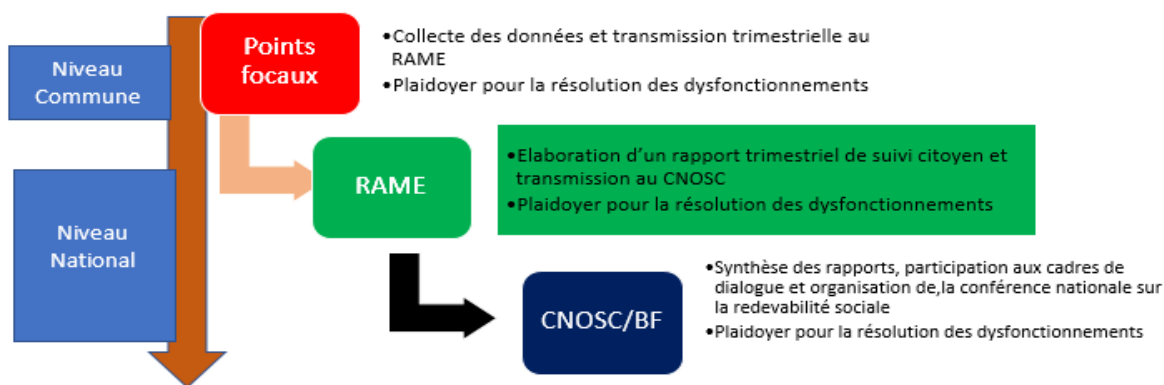 Niveau
Commune
Points
focaux
•Collecte des données et transmission trimestrielle au
RAME
•Plaidoyer pour la résolution des dysfonctionnements
Niveau
National
RAME
•Elaboration d’un rapport trimestriel de suivi citoyen et
transmission au CNOSC
•Plaidoyer pour la résolution des dysfonctionnements
CNOSC/BF
•Synthèse des rapports, participation aux cadres de
dialogue et organisation de,la conférence nationale sur
la redevabilité sociale
•Plaidoyer pour la résolution des dysfonctionnements